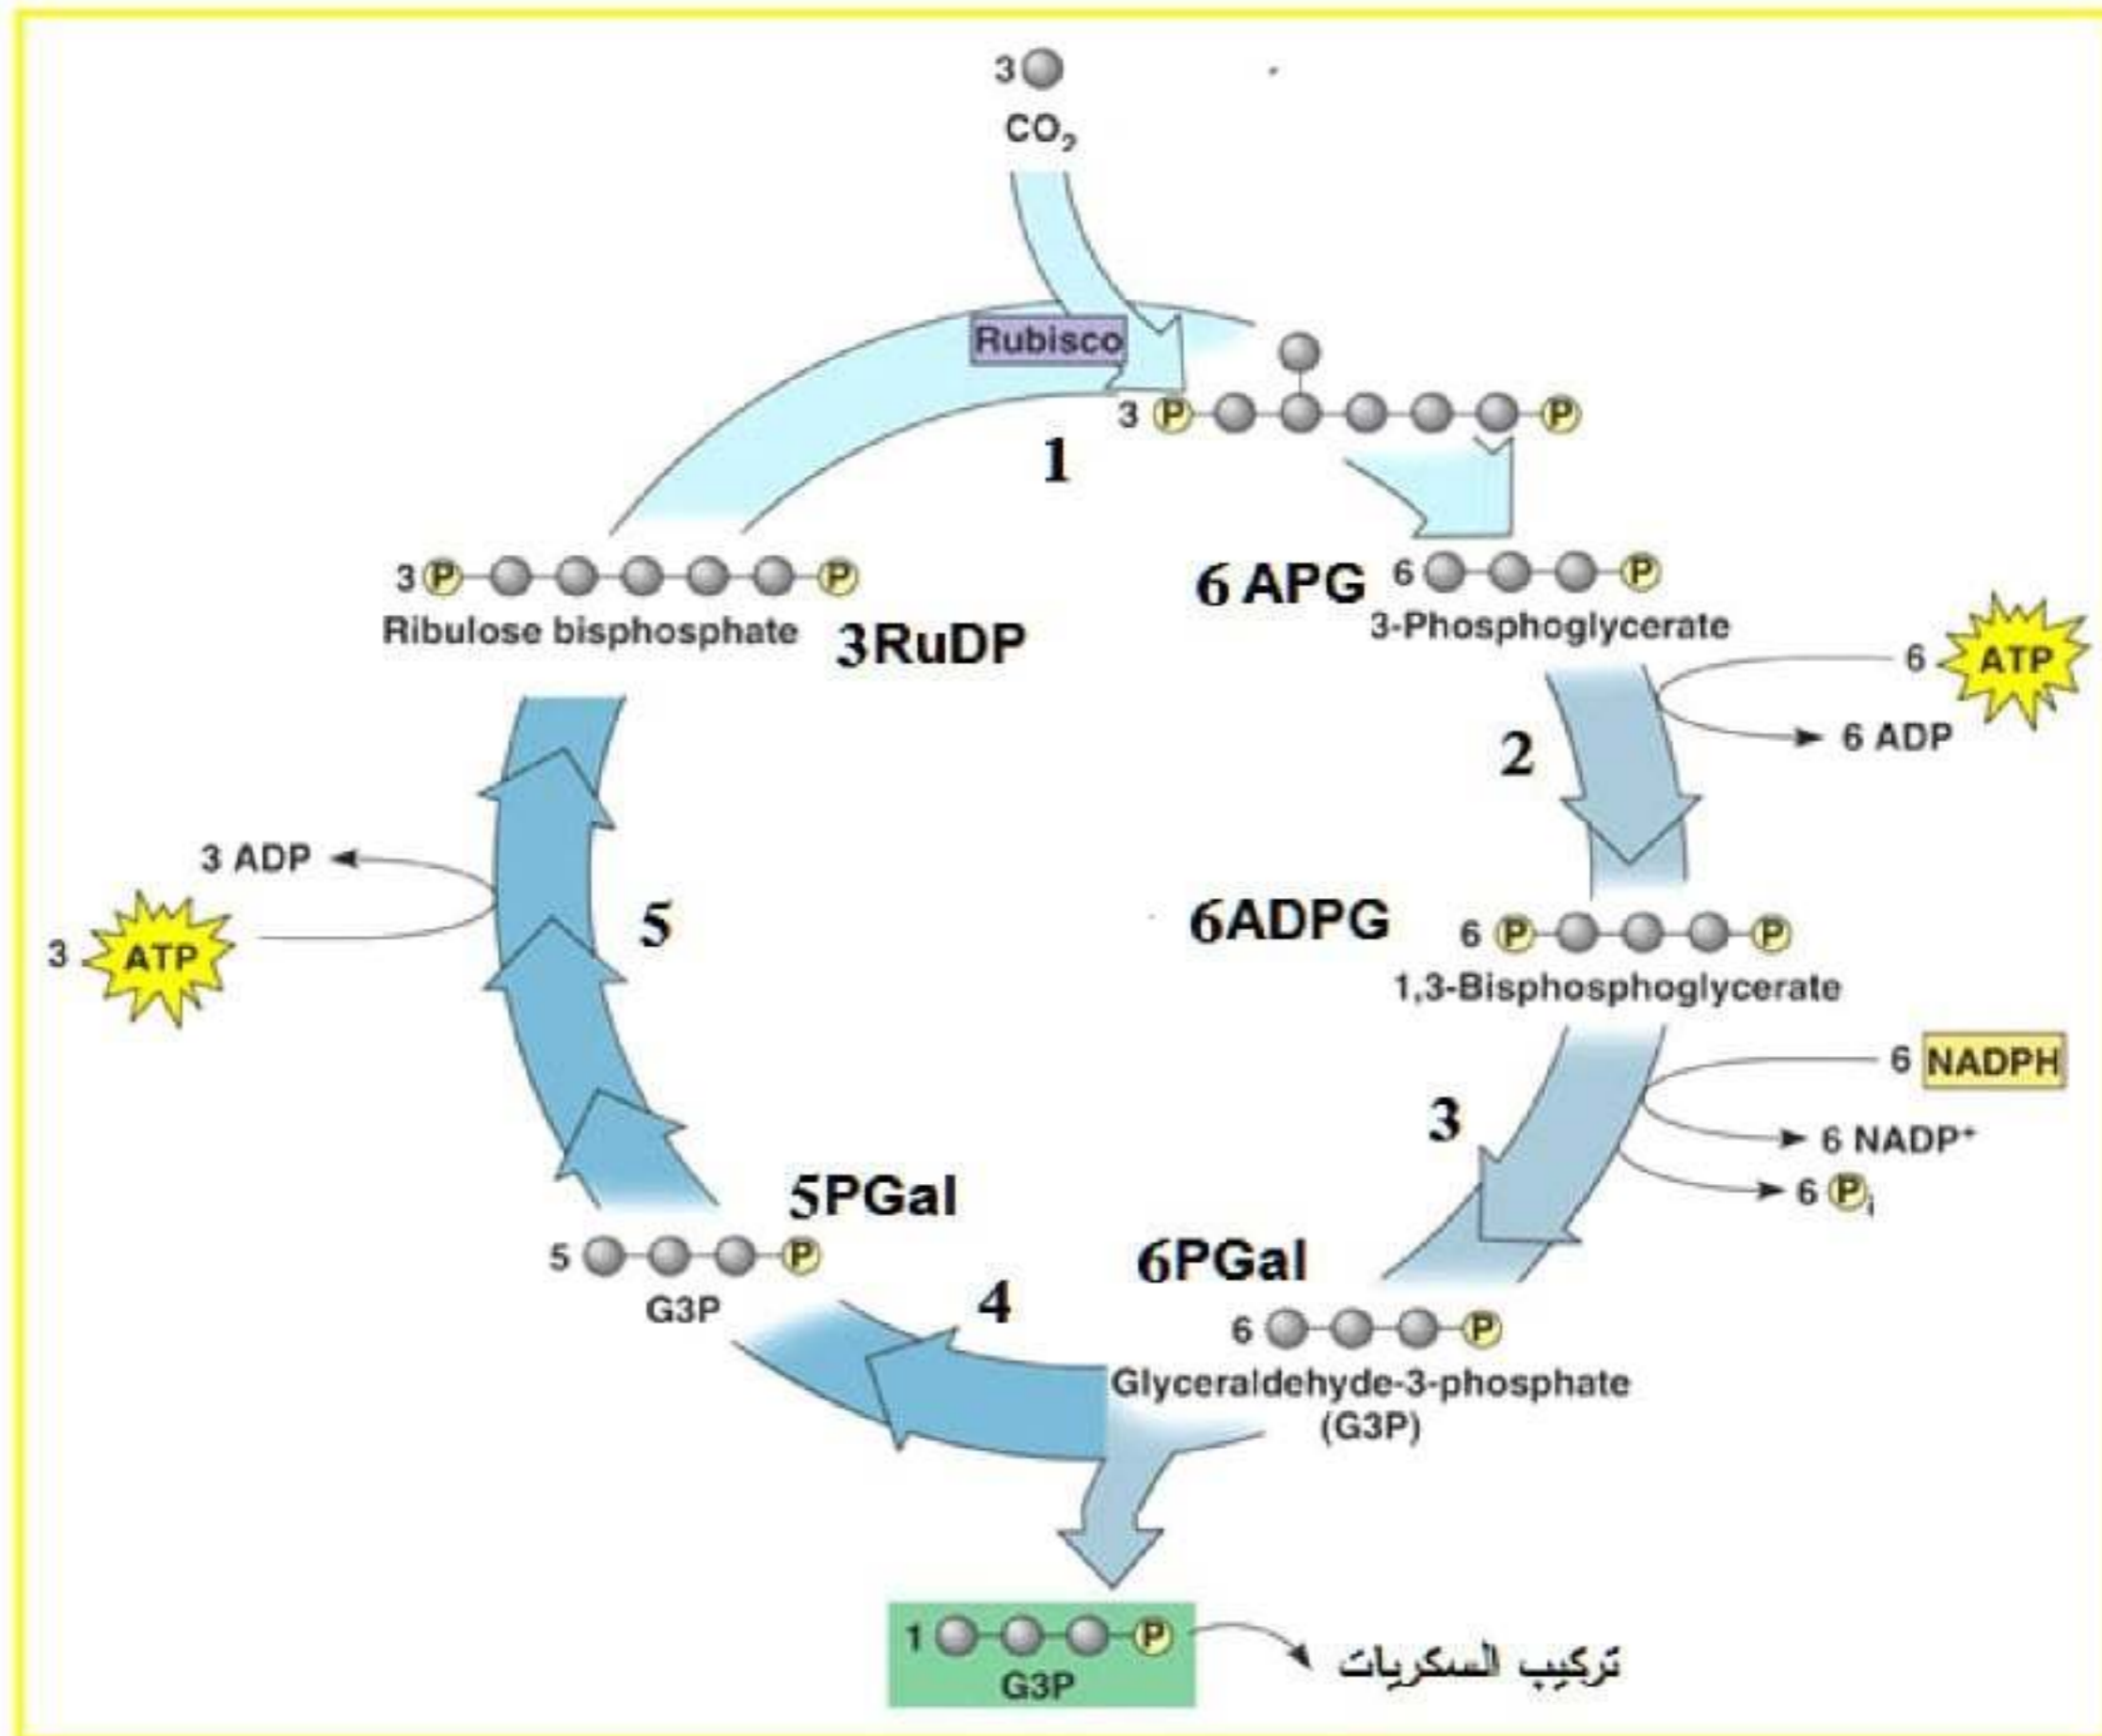 3
CO₂
Rubisco
3 P P
1
3 P P
Ribulose bisphosphate
3RuDP
6 APG
6 P
3-Phosphoglycerate
6 ATP
6 ADP
2
3 ADP
3 ATP
5
6ADPG
6 P P
1,3-Bisphosphoglycerate
6 NADPH
6 NADP⁺
6 Pᵢ
3
5PGal
5 P
G3P
4
6PGal
6 P
Glyceraldehyde-3-phosphate
(G3P)
1 P
G3P
تركيب السكريات